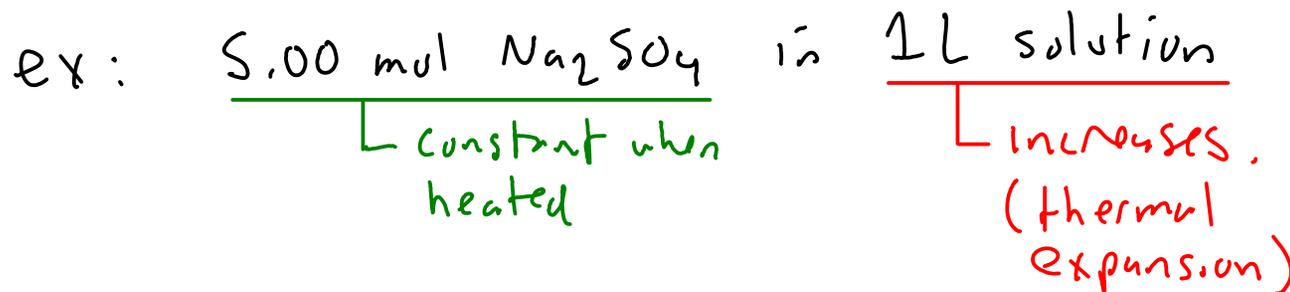 ex: 5.00 mol Na2SO4 in 1L solution
constant when
heated
increases.
(thermal
expansion)